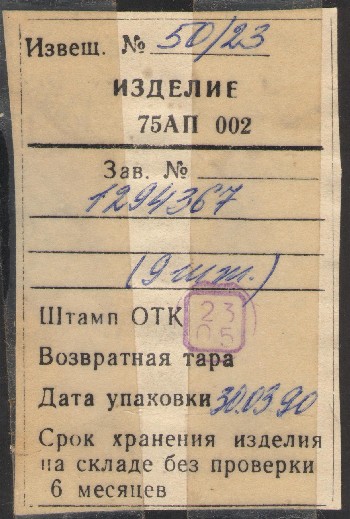 Извещ. № 50/23
ИЗДЕЛИЕ
75АП 002
Зав. №
1294367
(9 шт.)
Штамп ОТК 23
05
Возвратная тара
Дата упаковки 30.03.90
Срок хранения изделия
на складе без проверки
6 месяцев